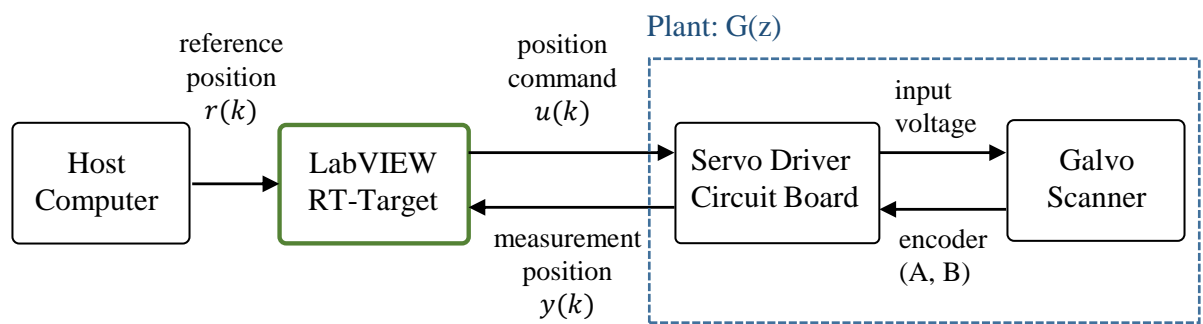 Plant: G(z)
reference
position
r(k)
position
command
u(k)
input
voltage
Host
Computer
LabVIEW
RT-Target
Servo Driver
Circuit Board
Galvo
Scanner
measurement
position
y(k)
encoder
(A, B)